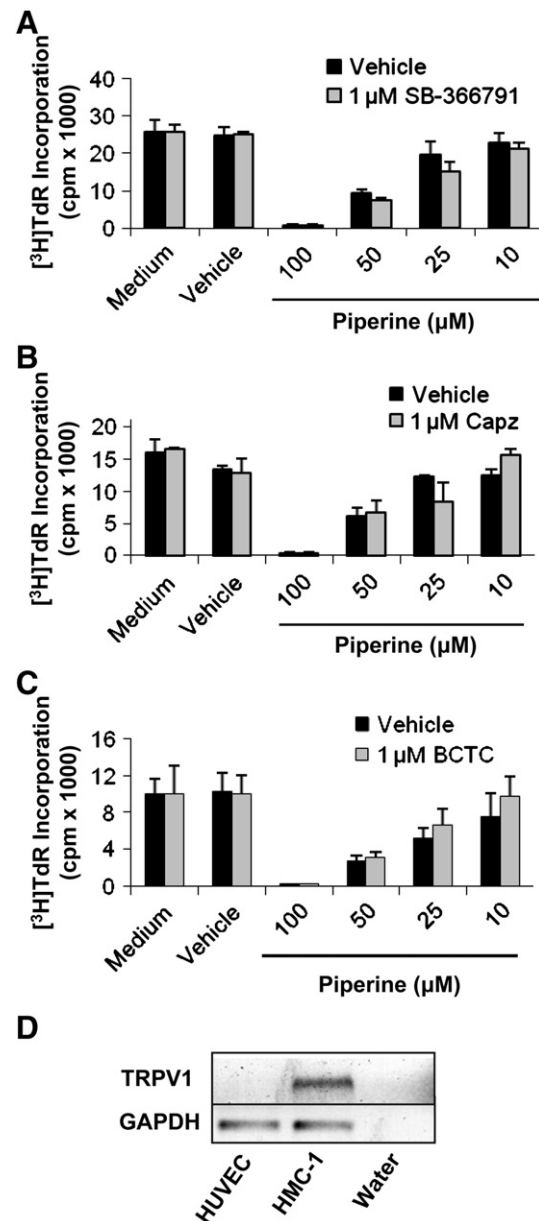 A
[³H]TdR Incorporation
(cpm x 1000)
40
30
20
10
0
Vehicle
1 µM SB-366791
Medium
Vehicle
100
50
25
10
Piperine (µM)
B
[³H]TdR Incorporation
(cpm x 1000)
20
15
10
5
0
Vehicle
1 µM Capz
Medium
Vehicle
100
50
25
10
Piperine (µM)
C
[³H]TdR Incorporation
(cpm x 1000)
16
12
8
4
0
Vehicle
1 µM BCTC
Medium
Vehicle
100
50
25
10
Piperine (µM)
D
TRPV1
GAPDH
HUVEC
HMC-1
Water